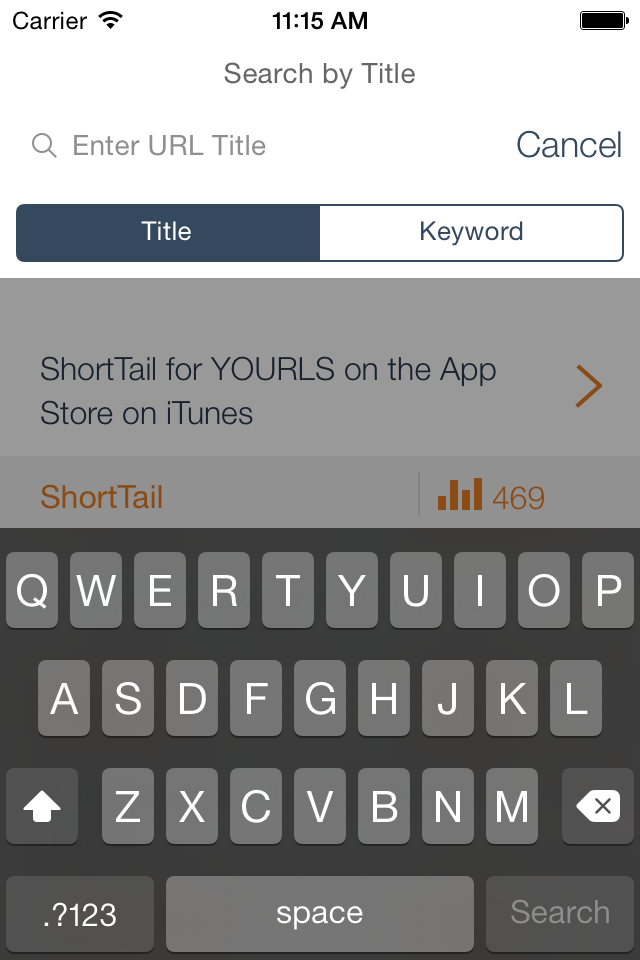 Carrier 11:15 AM
Search by Title
Enter URL Title Cancel
Title Keyword
ShortTail for YOURLS on the App
Store on iTunes
ShortTail 469
Q W E R T Y U I O P
A S D F G H J K L
Z X C V B N M
.?123 space Search